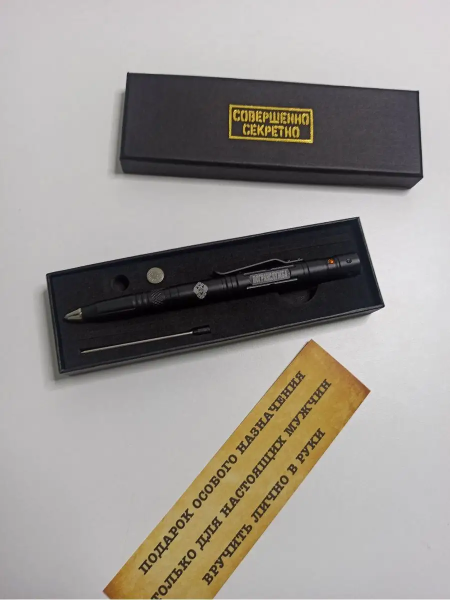 СОВЕРШЕННО
СЕКРЕТНО
ПОДАРОК ОСОБОГО НАЗНАЧЕНИЯ
ТОЛЬКО ДЛЯ НАСТОЯЩИХ МУЖЧИН
ВРУЧИТЬ ЛИЧНО В РУКИ